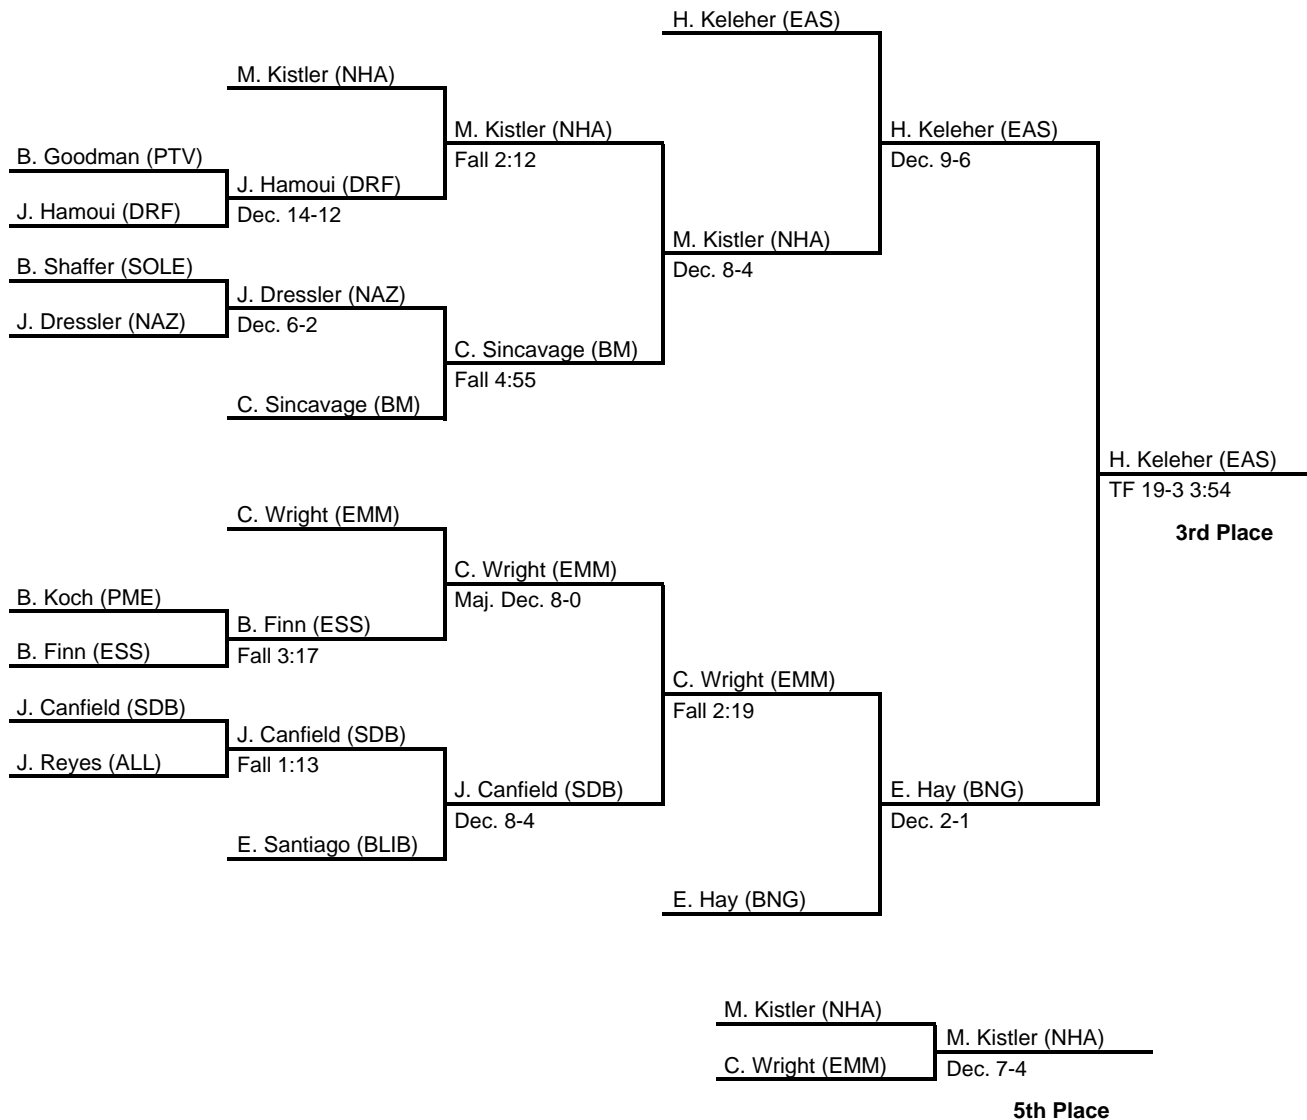 H. Keleher (EAS)
M. Kistler (NHA)
M. Kistler (NHA)
Fall 2:12
H. Keleher (EAS)
Dec. 9-6
B. Goodman (PTV)
J. Hamoui (DRF)
J. Hamoui (DRF)
Dec. 14-12
M. Kistler (NHA)
Dec. 8-4
B. Shaffer (SOLE)
J. Dressler (NAZ)
J. Dressler (NAZ)
Dec. 6-2
C. Sincavage (BM)
Fall 4:55
C. Sincavage (BM)
H. Keleher (EAS)
TF 19-3 3:54
3rd Place
C. Wright (EMM)
C. Wright (EMM)
Maj. Dec. 8-0
B. Koch (PME)
B. Finn (ESS)
B. Finn (ESS)
Fall 3:17
C. Wright (EMM)
Fall 2:19
J. Canfield (SDB)
J. Reyes (ALL)
J. Canfield (SDB)
Fall 1:13
J. Canfield (SDB)
Dec. 8-4
E. Hay (BNG)
Dec. 2-1
E. Santiago (BLIB)
E. Hay (BNG)
M. Kistler (NHA)
C. Wright (EMM)
M. Kistler (NHA)
Dec. 7-4
5th Place